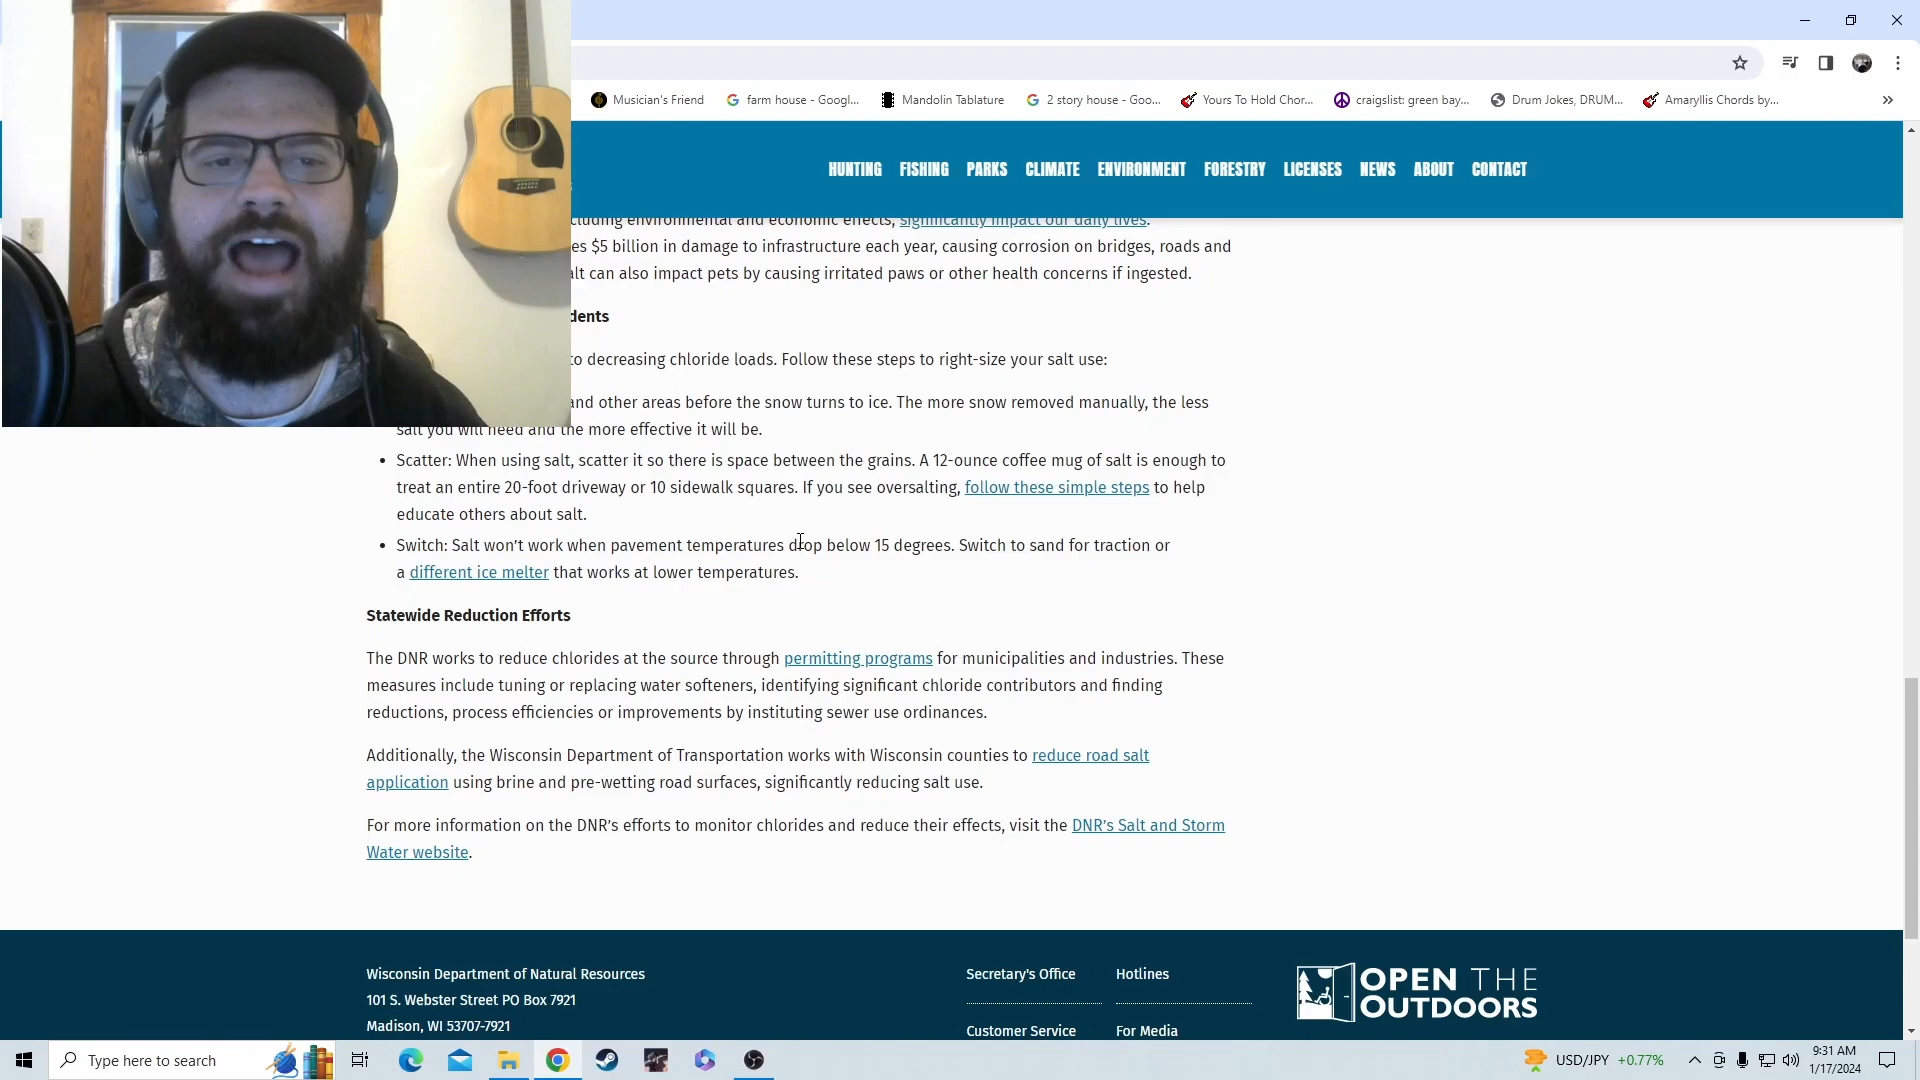 Musician's Friend
farm house - Googl...
Mandolin Tablature
2 story house - Goo...
Yours To Hold Chor...
craigslist: green bay...
Drum Jokes, DRUM...
Amaryllis Chords by...
»
HUNTING FISHING PARKS CLIMATE ENVIRONMENT FORESTRY LICENSES NEWS ABOUT CONTACT
cluding environmental and economic effects, significantly impact our daily lives.
es $5 billion in damage to infrastructure each year, causing corrosion on bridges, roads and
alt can also impact pets by causing irritated paws or other health concerns if ingested.
dents
to decreasing chloride loads. Follow these steps to right-size your salt use:
and other areas before the snow turns to ice. The more snow removed manually, the less
salt you will need and the more effective it will be.
• Scatter: When using salt, scatter it so there is space between the grains. A 12-ounce coffee mug of salt is enough to
treat an entire 20-foot driveway or 10 sidewalk squares. If you see oversalting, follow these simple steps to help
educate others about salt.
• Switch: Salt won't work when pavement temperatures drop below 15 degrees. Switch to sand for traction or
a different ice melter that works at lower temperatures.
Statewide Reduction Efforts
The DNR works to reduce chlorides at the source through permitting programs for municipalities and industries. These
measures include tuning or replacing water softeners, identifying significant chloride contributors and finding
reductions, process efficiencies or improvements by instituting sewer use ordinances.
Additionally, the Wisconsin Department of Transportation works with Wisconsin counties to reduce road salt
application using brine and pre-wetting road surfaces, significantly reducing salt use.
For more information on the DNR's efforts to monitor chlorides and reduce their effects, visit the DNR's Salt and Storm
Water website.
Wisconsin Department of Natural Resources
101 S. Webster Street PO Box 7921
Madison, WI 53707-7921
Secretary's Office
Customer Service
Hotlines
For Media
OPEN THE
OUTDOORS
Type here to search
USD/JPY +0.77%
9:31 AM
1/17/2024